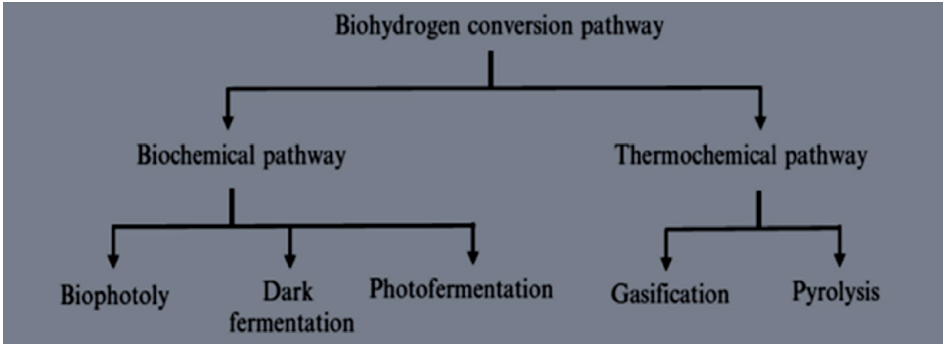 Biohydrogen conversion pathway
Biochemical pathway
Thermochemical pathway
Biophotoly
Dark
fermentation
Photofermentation
Gasification
Pyrolysis